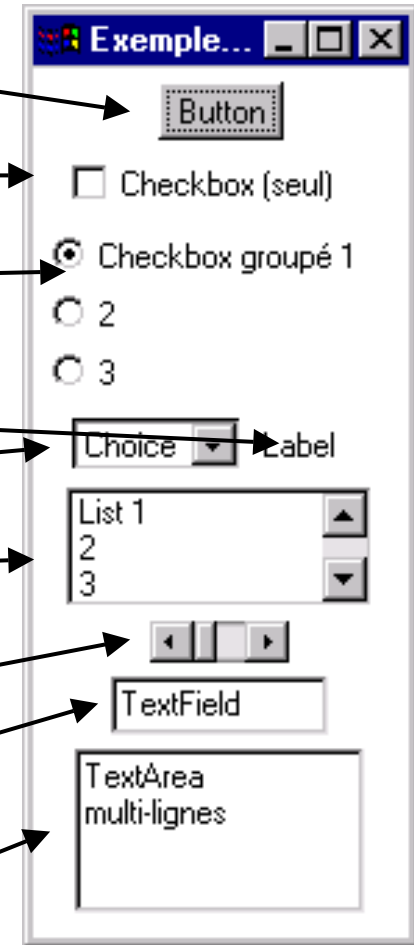 Exemple...
Button
Checkbox (seul)
Checkbox groupé 1
2
3
Choice Label
List 1
2
3
TextField
TextArea
multi-lignes